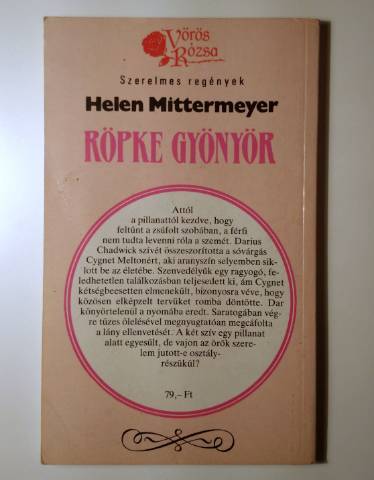 Vörös
Rózsa
Szerelmes regények
Helen Mittermeyer
RÖPKE GYÖNYÖR
Attól
a pillanattól kezdve, hogy
feltűnt a zsúfolt szobában, a férfi
nem tudta levenni róla a szemét. Darius
Chadwick szívét összeszorította a sóvárgás
Cygnet Meltonért, aki aranyszín selyemben sik-
lott be az életébe. Szenvedélyük egy ragyogó, fe-
ledhetetlen találkozásban teljesedett ki, ám Cygnet
kétségbeesetten elmenekült, bizonyosra véve, hogy
közösen elképzelt tervüket romba döntötte. Dar
könyörtelenül a nyomába eredt. Saratogában vég-
re tüzes ölelésével megnyugtatóan megcáfolta
a lány ellenvetését. A két szív egy pillanat
alatt egyesült, de vajon az örök szere-
lem jutott-e osztály-
részükül?
79,– Ft